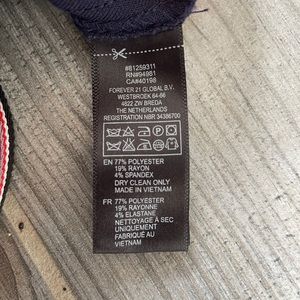 #81259311
RN#94981
CA#40198
FOREVER 21 GLOBAL B.V.
WESTBROEK 64-66
4822 ZW BREDA
THE NETHERLANDS
REGISTRATION NBR 34386700
EN 77% POLYESTER
19% RAYON
4% SPANDEX
DRY CLEAN ONLY
MADE IN VIETNAM
FR 77% POLYESTER
19% RAYONNE
4% ELASTANE
NETTOYAGE À SEC
UNIQUEMENT
FABRIQUÉ AU
VIETNAM